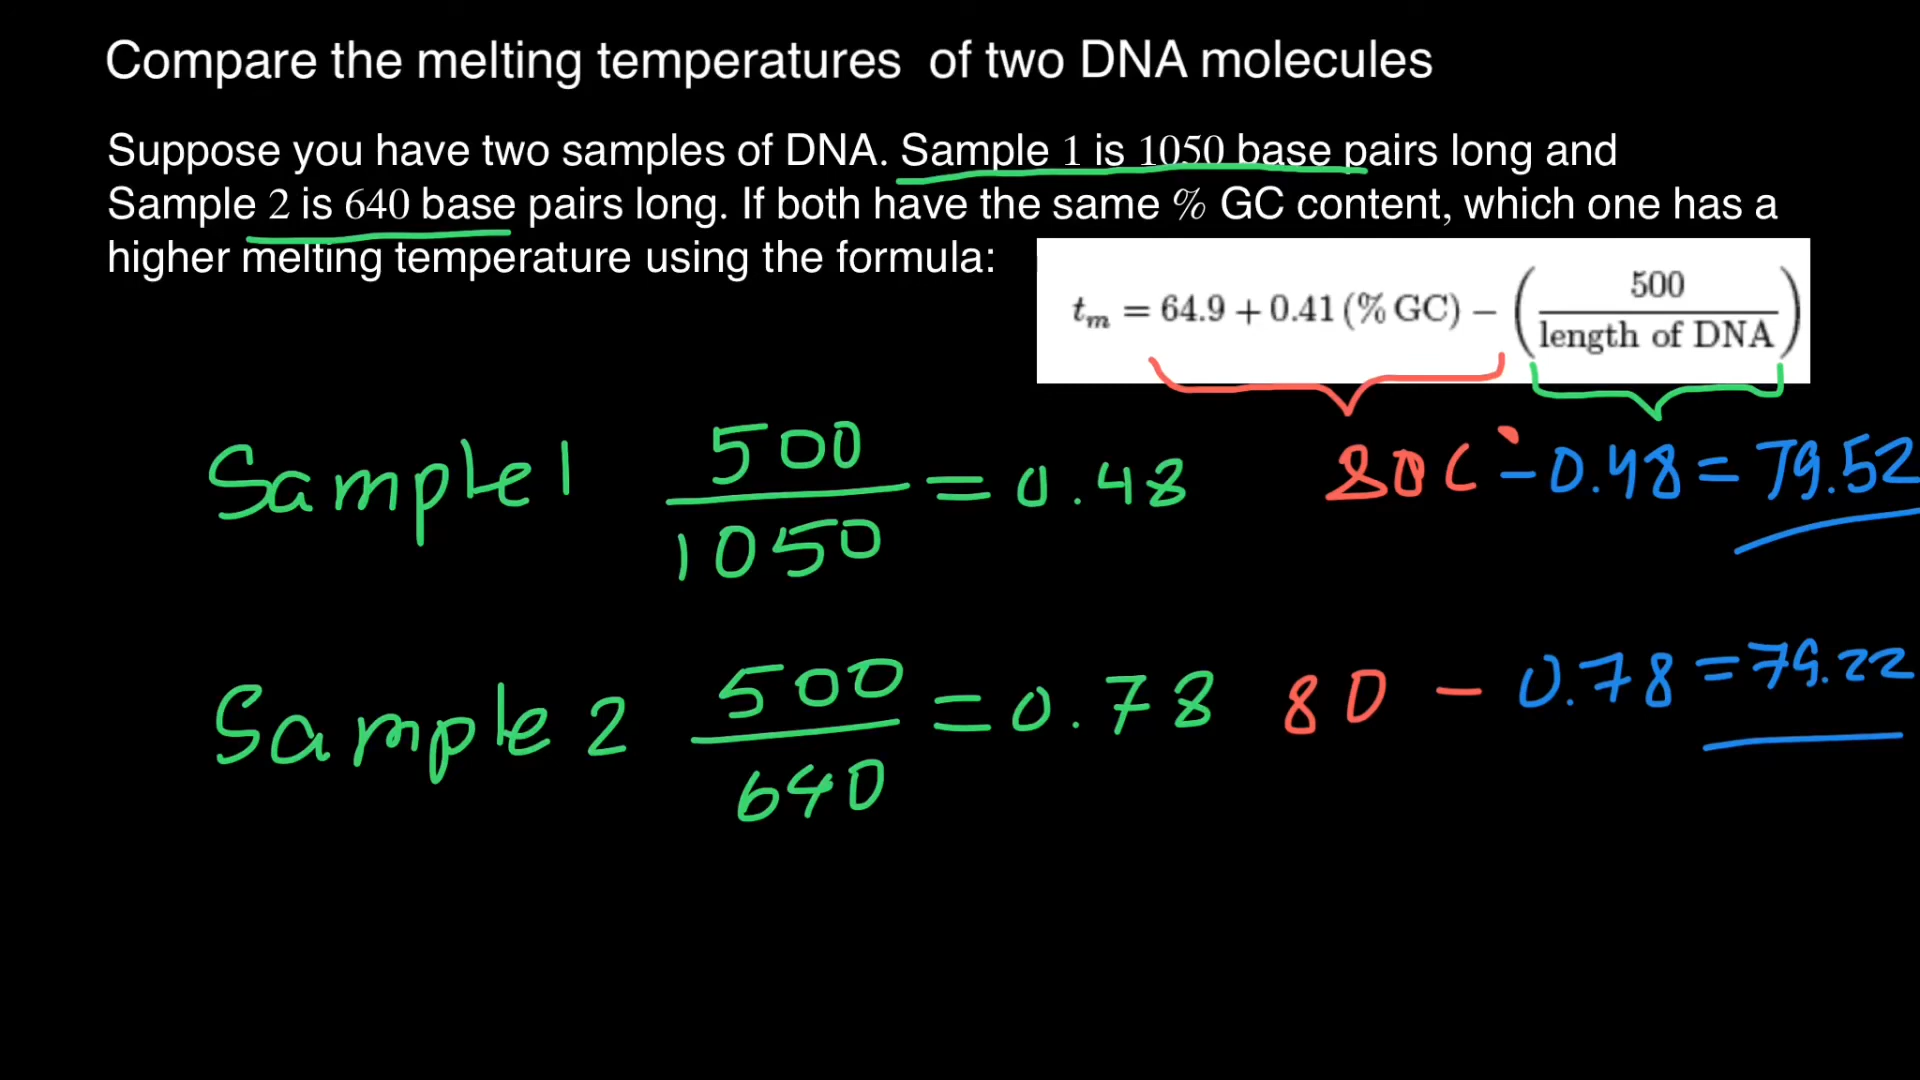 Compare the melting temperatures of two DNA molecules
Suppose you have two samples of DNA. Sample 1 is 1050 base pairs long and
Sample 2 is 640 base pairs long. If both have the same % GC content, which one has a
higher melting temperature using the formula:
t_m = 64.9 + 0.41 (% GC) − (500 / length of DNA)
Sample 1 500/1050 = 0.48 80C − 0.48 = 79.52
Sample 2 500/640 = 0.78 80 − 0.78 = 79.22